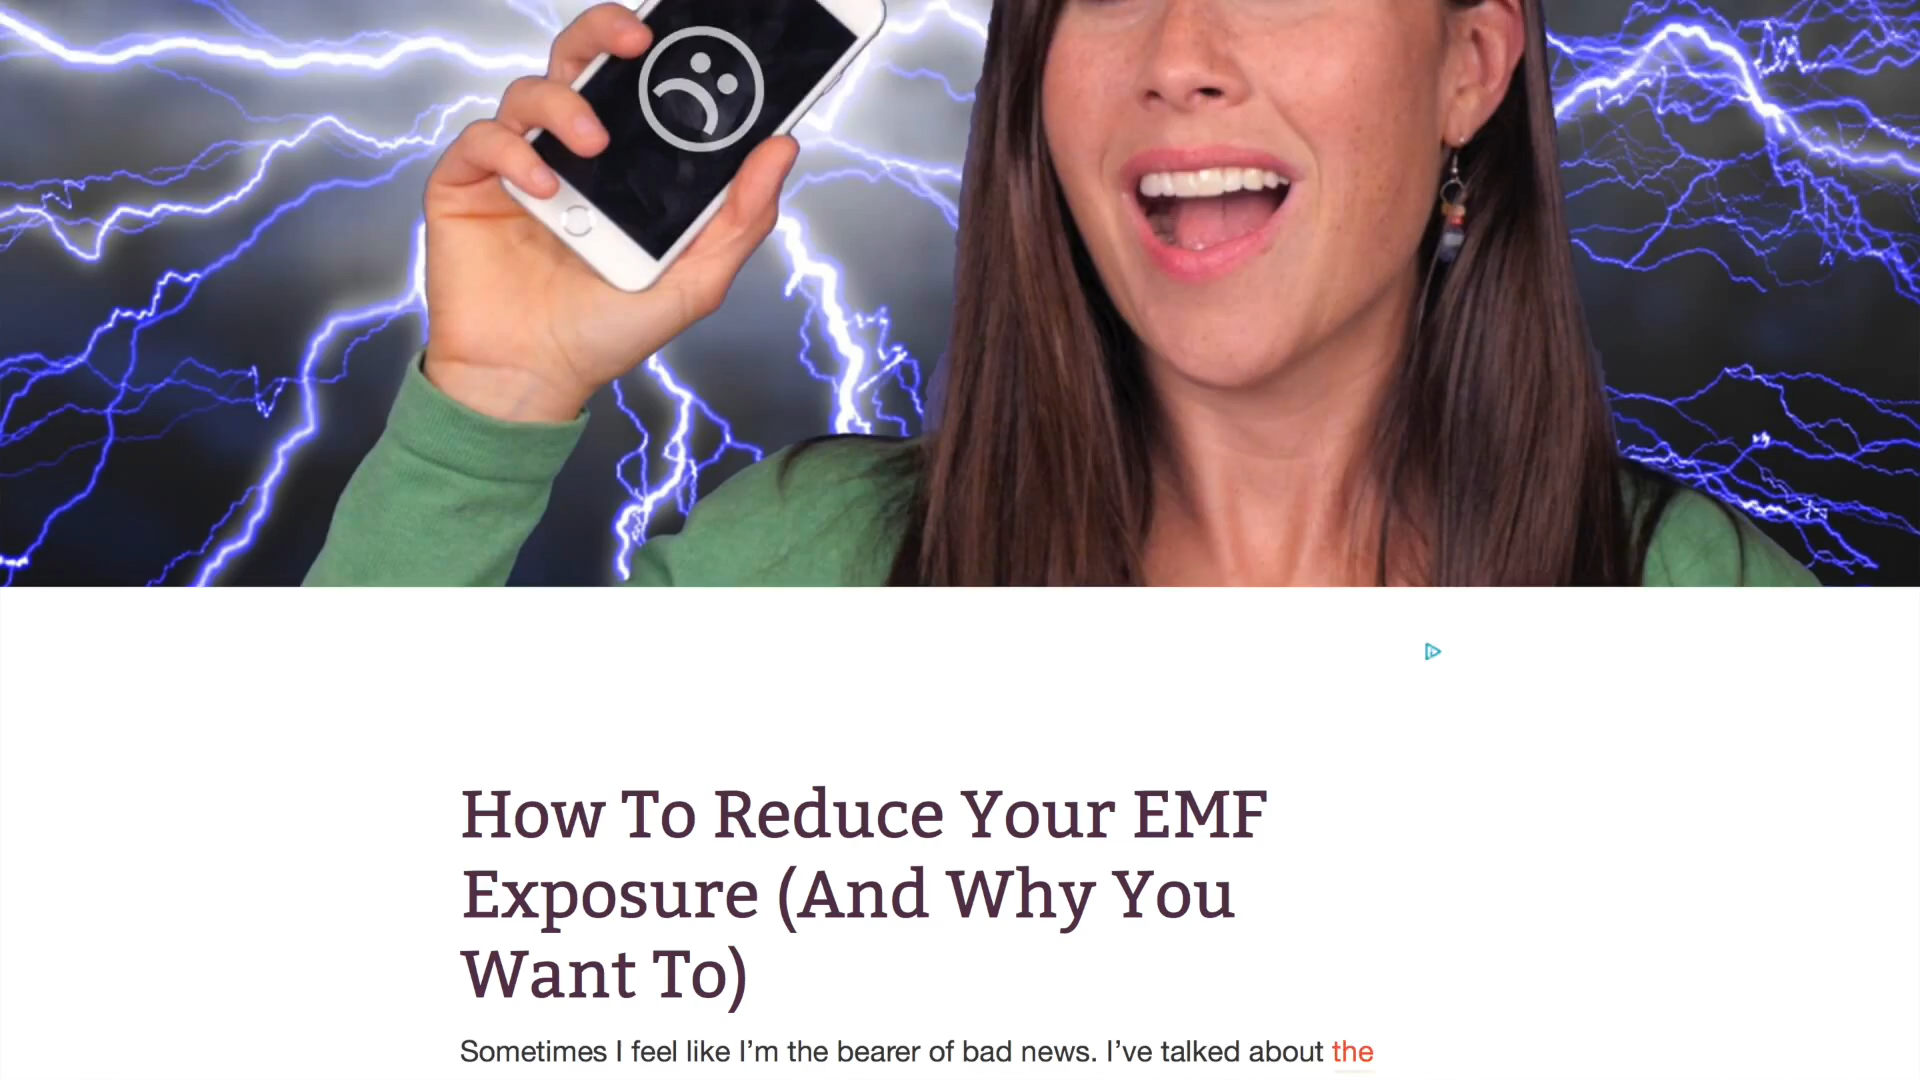 How To Reduce Your EMF
Exposure (And Why You
Want To)
Sometimes I feel like I’m the bearer of bad news. I’ve talked about the